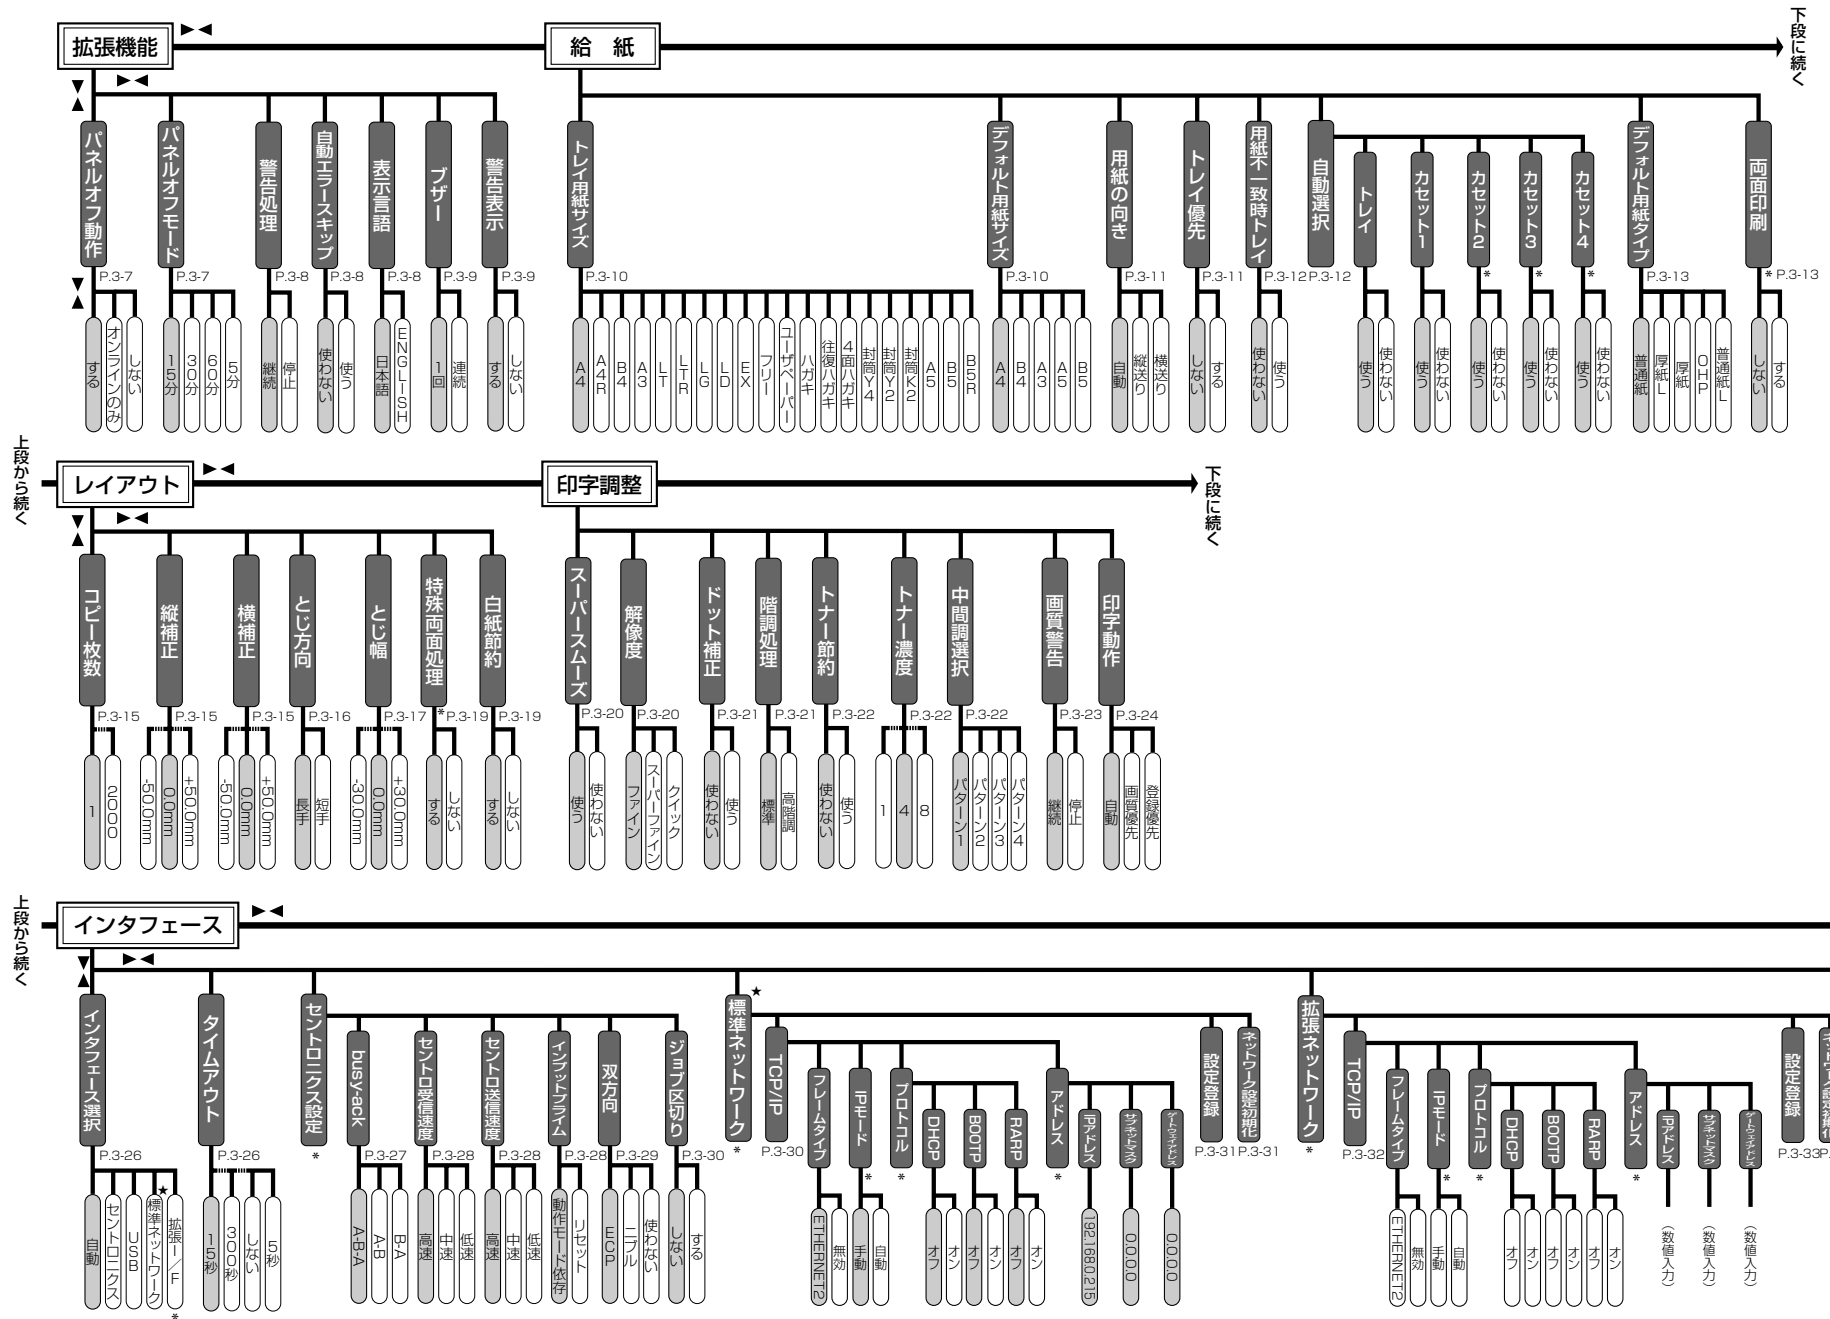 拡張機能
給　紙
下段に続く
パネルオフ動作
パネルオフモード
警告処理
自動エラースキップ
表示言語
ブザー
警告表示
トレイ用紙サイズ
デフォルト用紙サイズ
用紙の向き
トレイ優先
用紙不一致時トレイ
自動選択
トレイ
カセット1
カセット2
カセット3
カセット4
デフォルト用紙タイプ
両面印刷
P.3-7
P.3-7
P.3-8
P.3-8
P.3-8
P.3-9
P.3-9
P.3-10
P.3-10
P.3-11
P.3-11
P.3-12
P.3-12
*
*
*
P.3-13
* P.3-13
する
オンラインのみ
しない
15分
30分
60分
5分
継続
停止
使わない
使う
日本語
ENGLISH
1回
連続
する
しない
A4
A4R
B4
A3
LT
LTR
LG
LD
EX
フリー
ユーザペーパー
ハガキ
往復ハガキ
4面ハガキ
封筒Y4
封筒Y2
封筒K2
A5
B5
B5R
A4
B4
A3
A5
B5
自動
縦送り
横送り
しない
する
使わない
使う
使う
使わない
使う
使わない
使う
使わない
使う
使わない
使う
使わない
普通紙
厚紙L
厚紙
OHP
普通紙L
しない
する
上段から続く
レイアウト
印字調整
下段に続く
コピー枚数
縦補正
横補正
とじ方向
とじ幅
特殊両面処理
白紙節約
スーパースムーズ
解像度
ドット補正
階調処理
トナー節約
トナー濃度
中間調選択
画質警告
印字動作
P.3-15
P.3-15
P.3-15
P.3-16
P.3-17
*P.3-19
P.3-19
P.3-20
P.3-20
P.3-21
P.3-21
P.3-22
P.3-22
P.3-22
P.3-23
P.3-24
1
2000
-50.0mm
0.0mm
+50.0mm
-50.0mm
0.0mm
+50.0mm
長手
短手
-30.0mm
0.0mm
+30.0mm
する
しない
する
しない
使う
使わない
ファイン
スーパーファイン
クイック
使わない
使う
標準
高階調
使わない
使う
1
4
8
パターン1
パターン2
パターン3
パターン4
継続
停止
自動
画質優先
登録優先
上段から続く
インタフェース
インタフェース選択
タイムアウト
セントロニクス設定
*
busy-ack
セントロ受信速度
セントロ送信速度
インプットプライム
双方向
ジョブ区切り
標準ネットワーク
★
*
TCP/IP
フレームタイプ
IPモード
*
プロトコル
*
DHCP
BOOTP
RARP
アドレス
*
IPアドレス
サブネットマスク
ゲートウェイアドレス
設定登録
ネットワーク設定初期化
拡張ネットワーク
*
TCP/IP
フレームタイプ
IPモード
*
プロトコル
*
DHCP
BOOTP
RARP
アドレス
*
IPアドレス
サブネットマスク
ゲートウェイアドレス
設定登録
P.3-26
P.3-26
P.3-27
P.3-28
P.3-28
P.3-28
P.3-29
P.3-30
P.3-30
P.3-31
P.3-31
P.3-32
P.3-33
P.
自動
セントロニクス
USB
標準ネットワーク
★
拡張I／F
*
15秒
300秒
しない
5秒
A-B-A
A-B
B-A
高速
中速
低速
高速
中速
低速
動作モード依存
リセット
ECP
ニブル
使わない
しない
する
ETHERNET2
無効
手動
自動
オフ
オン
オフ
オン
オフ
オン
192.168.0.215
0.0.0.0
0.0.0.0
ETHERNET2
無効
手動
自動
オフ
オン
オフ
オン
オフ
オン
（数値入力）
（数値入力）
（数値入力）